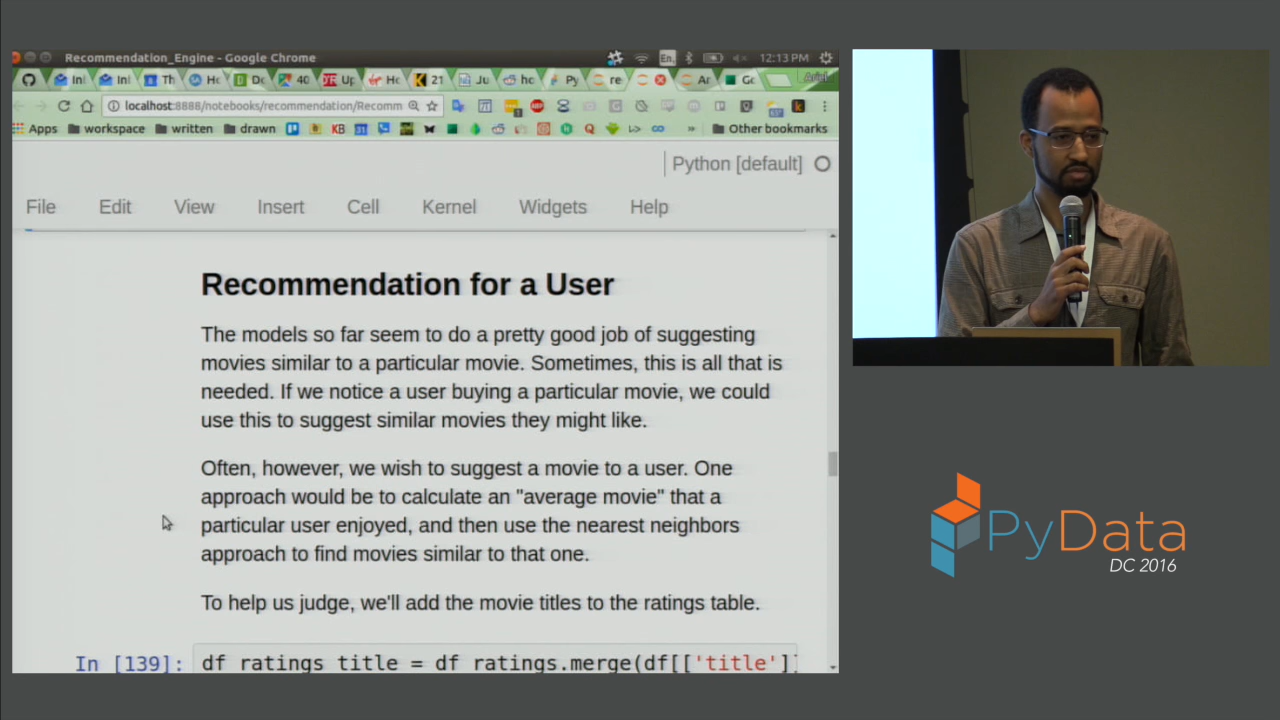 Recommendation_Engine - Google Chrome
En
12:13 PM
localhost:8888/notebooks/recommendation/Recomm
Apps workspace written drawn KB Other bookmarks
Python [default]
File Edit View Insert Cell Kernel Widgets Help
Recommendation for a User
The models so far seem to do a pretty good job of suggesting
movies similar to a particular movie. Sometimes, this is all that is
needed. If we notice a user buying a particular movie, we could
use this to suggest similar movies they might like.
Often, however, we wish to suggest a movie to a user. One
approach would be to calculate an "average movie" that a
particular user enjoyed, and then use the nearest neighbors
approach to find movies similar to that one.
To help us judge, we'll add the movie titles to the ratings table.
In [139]: df_ratings_title = df_ratings.merge(df[['title']
PyData
DC 2016